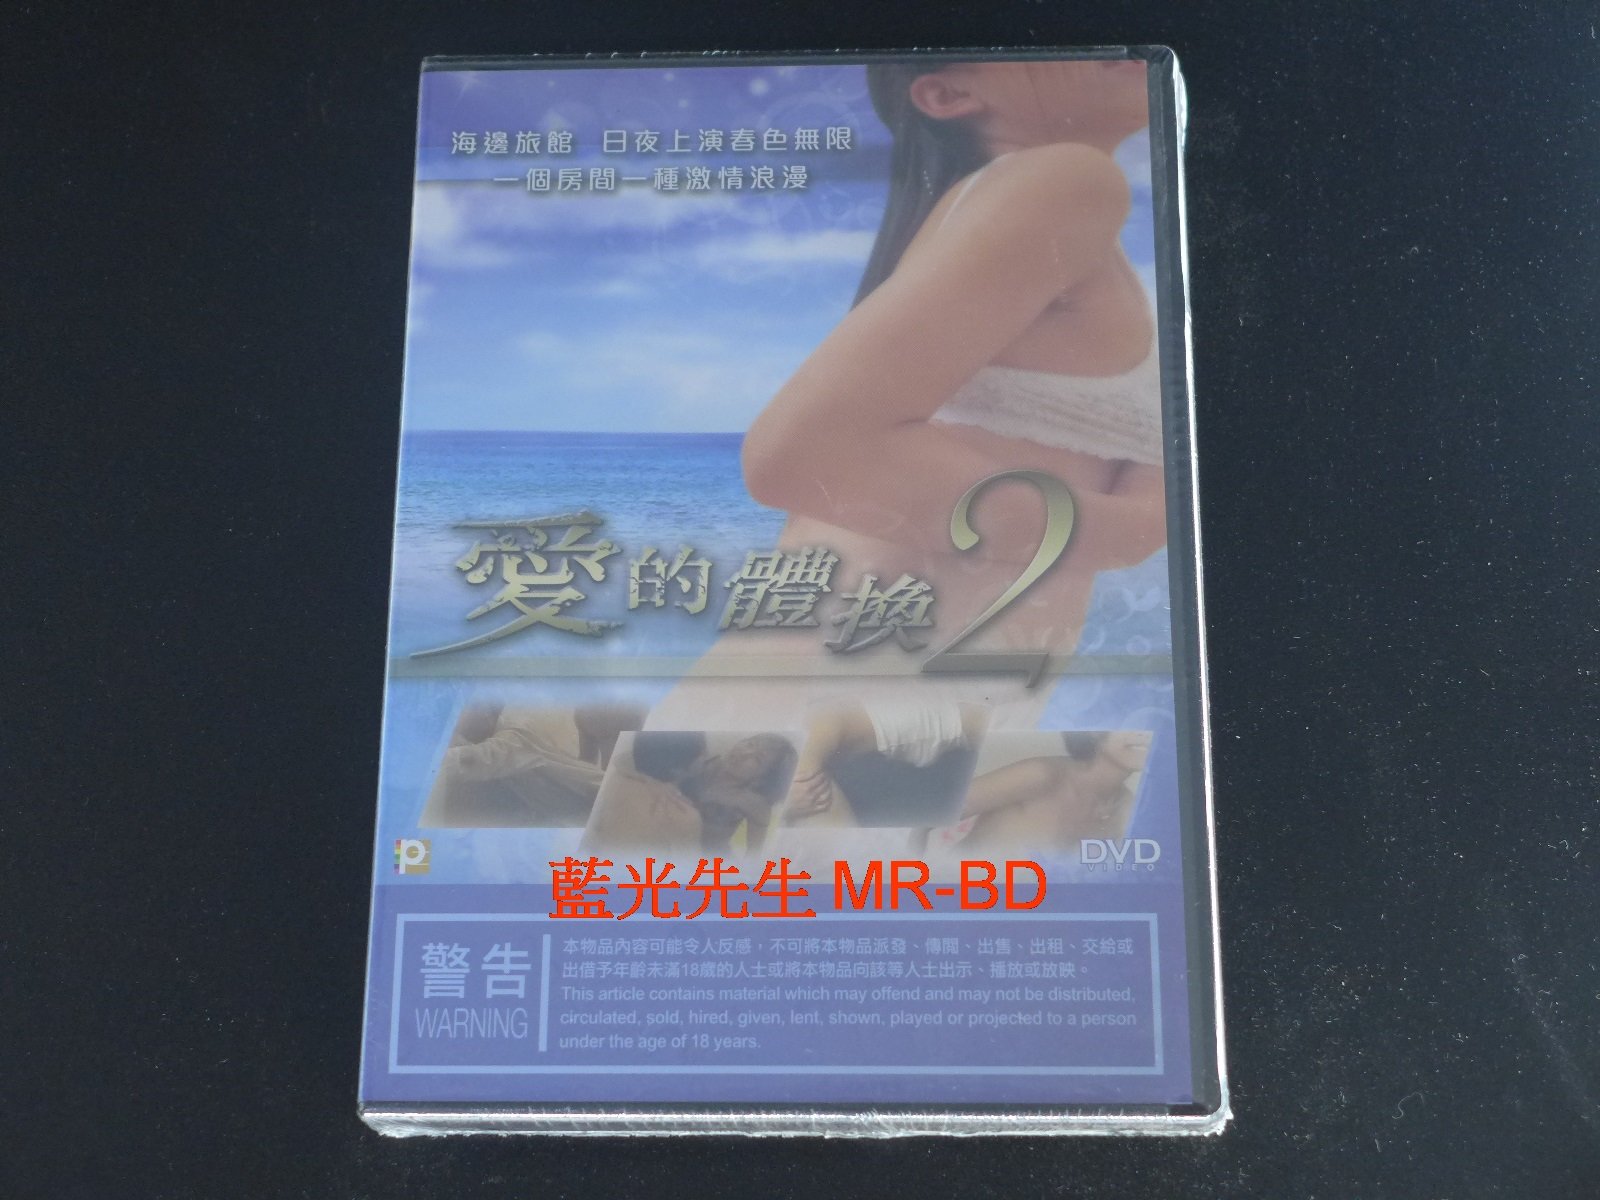 海邊旅館 日夜上演春色無限
一個房間一種激情浪漫
愛的體換2
P
DVD
VIDEO
藍光先生 MR-BD
警告
WARNING
本物品內容可能令人反感，不可將本物品派發、傳閱、出售、出租、交給或
出借予年齡未滿18歲的人士或將本物品向該等人士出示、播放或放映。
This article contains material which may offend and may not be distributed,
circulated, sold, hired, given, lent, shown, played or projected to a person
under the age of 18 years.